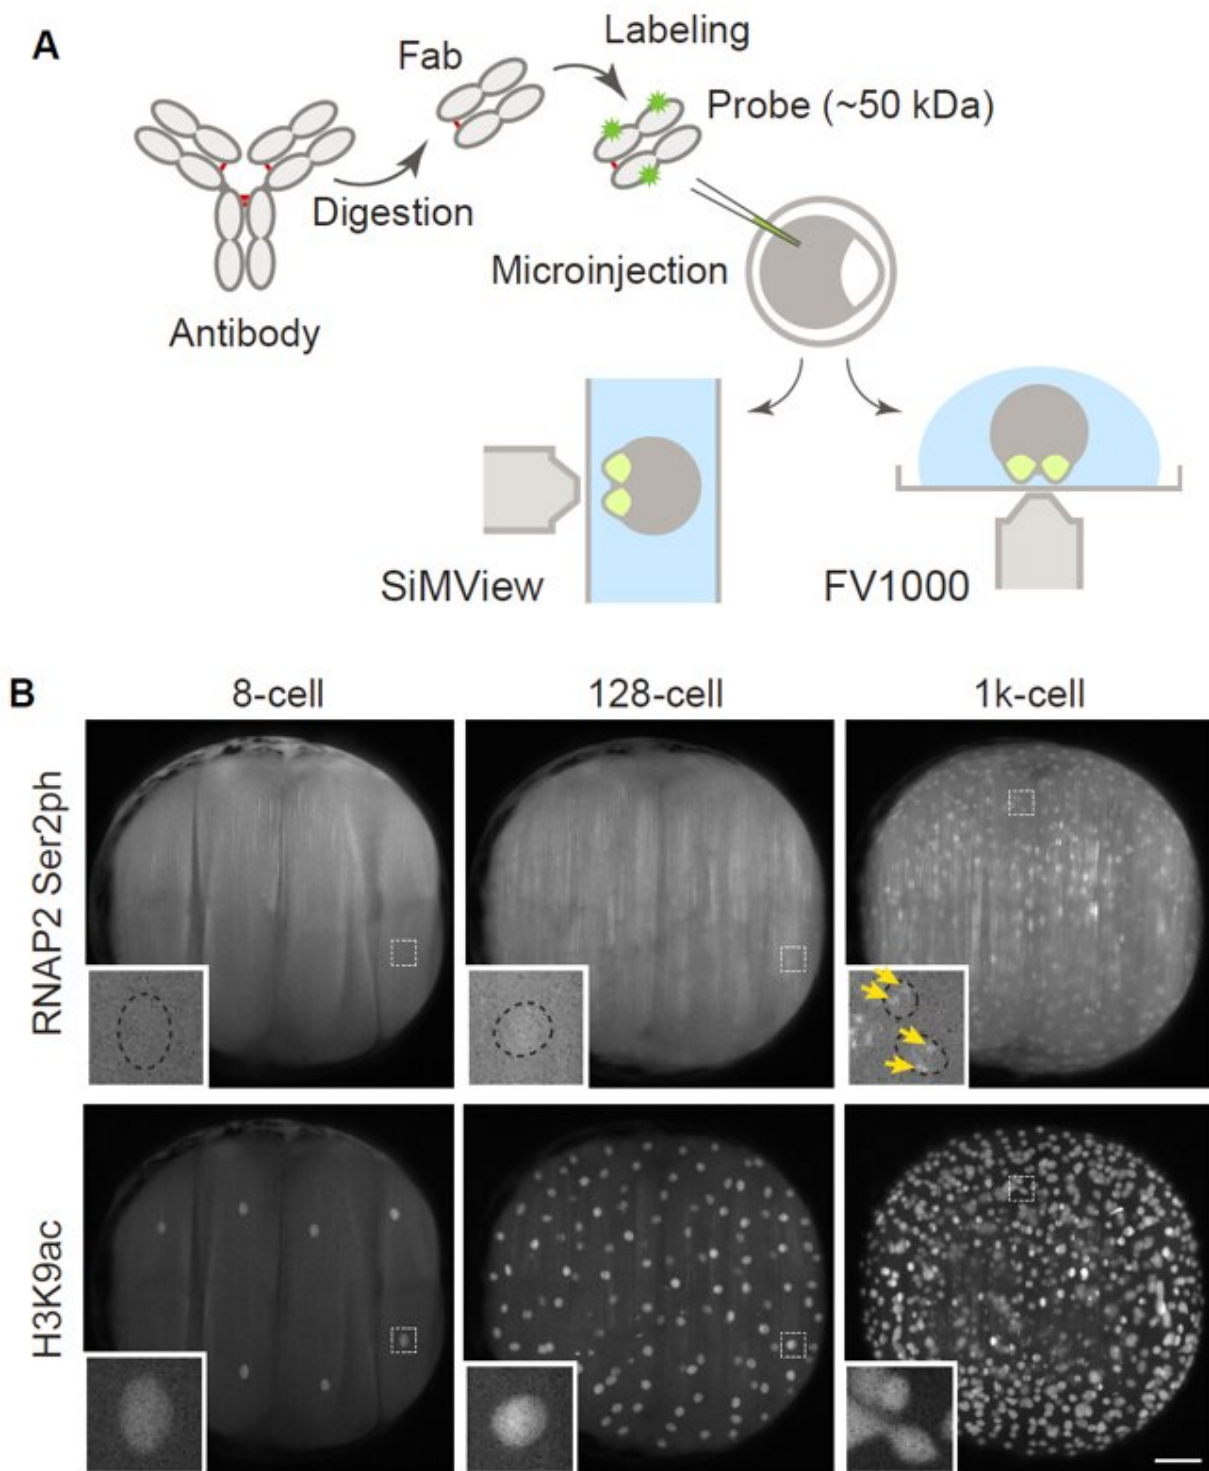 A
Labeling
Fab
Probe (~50 kDa)
Digestion
Microinjection
Antibody
SiMView
FV1000
B
8-cell
128-cell
1k-cell
RNAP2 Ser2ph
H3K9ac